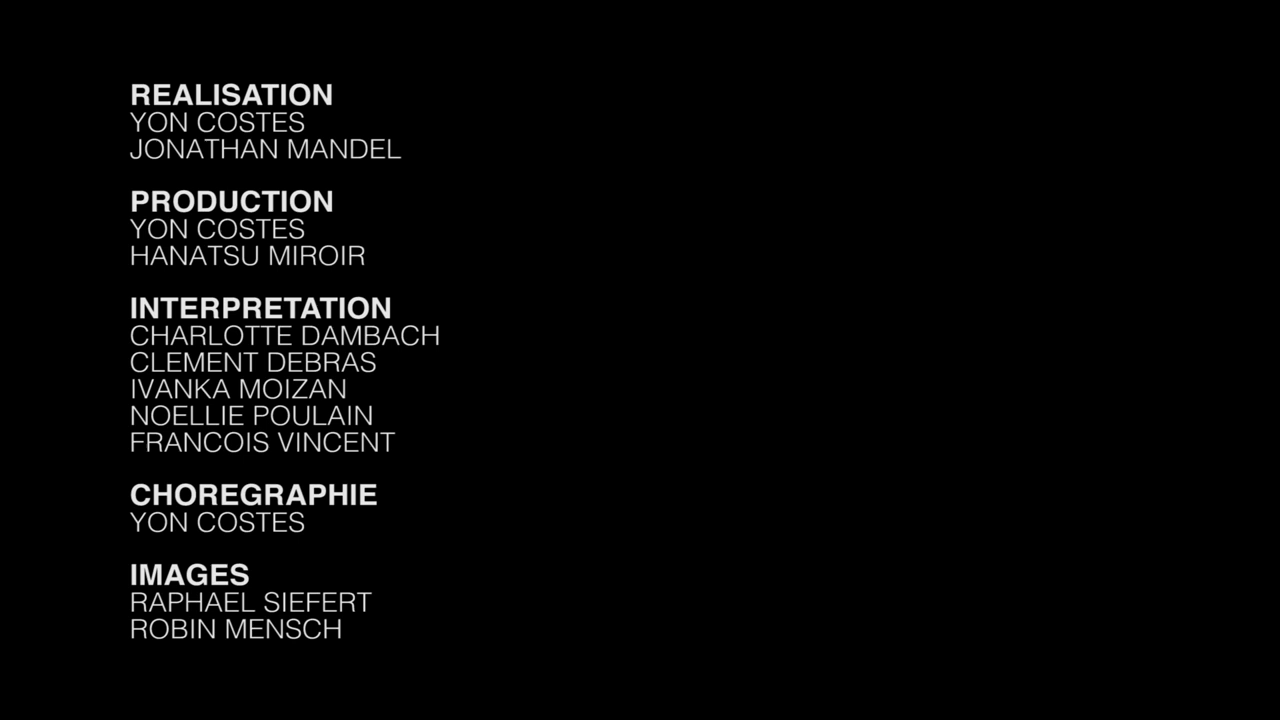 REALISATION
YON COSTES
JONATHAN MANDEL
PRODUCTION
YON COSTES
HANATSU MIROIR
INTERPRETATION
CHARLOTTE DAMBACH
CLEMENT DEBRAS
IVANKA MOIZAN
NOELLIE POULAIN
FRANCOIS VINCENT
CHOREGRAPHIE
YON COSTES
IMAGES
RAPHAEL SIEFERT
ROBIN MENSCH